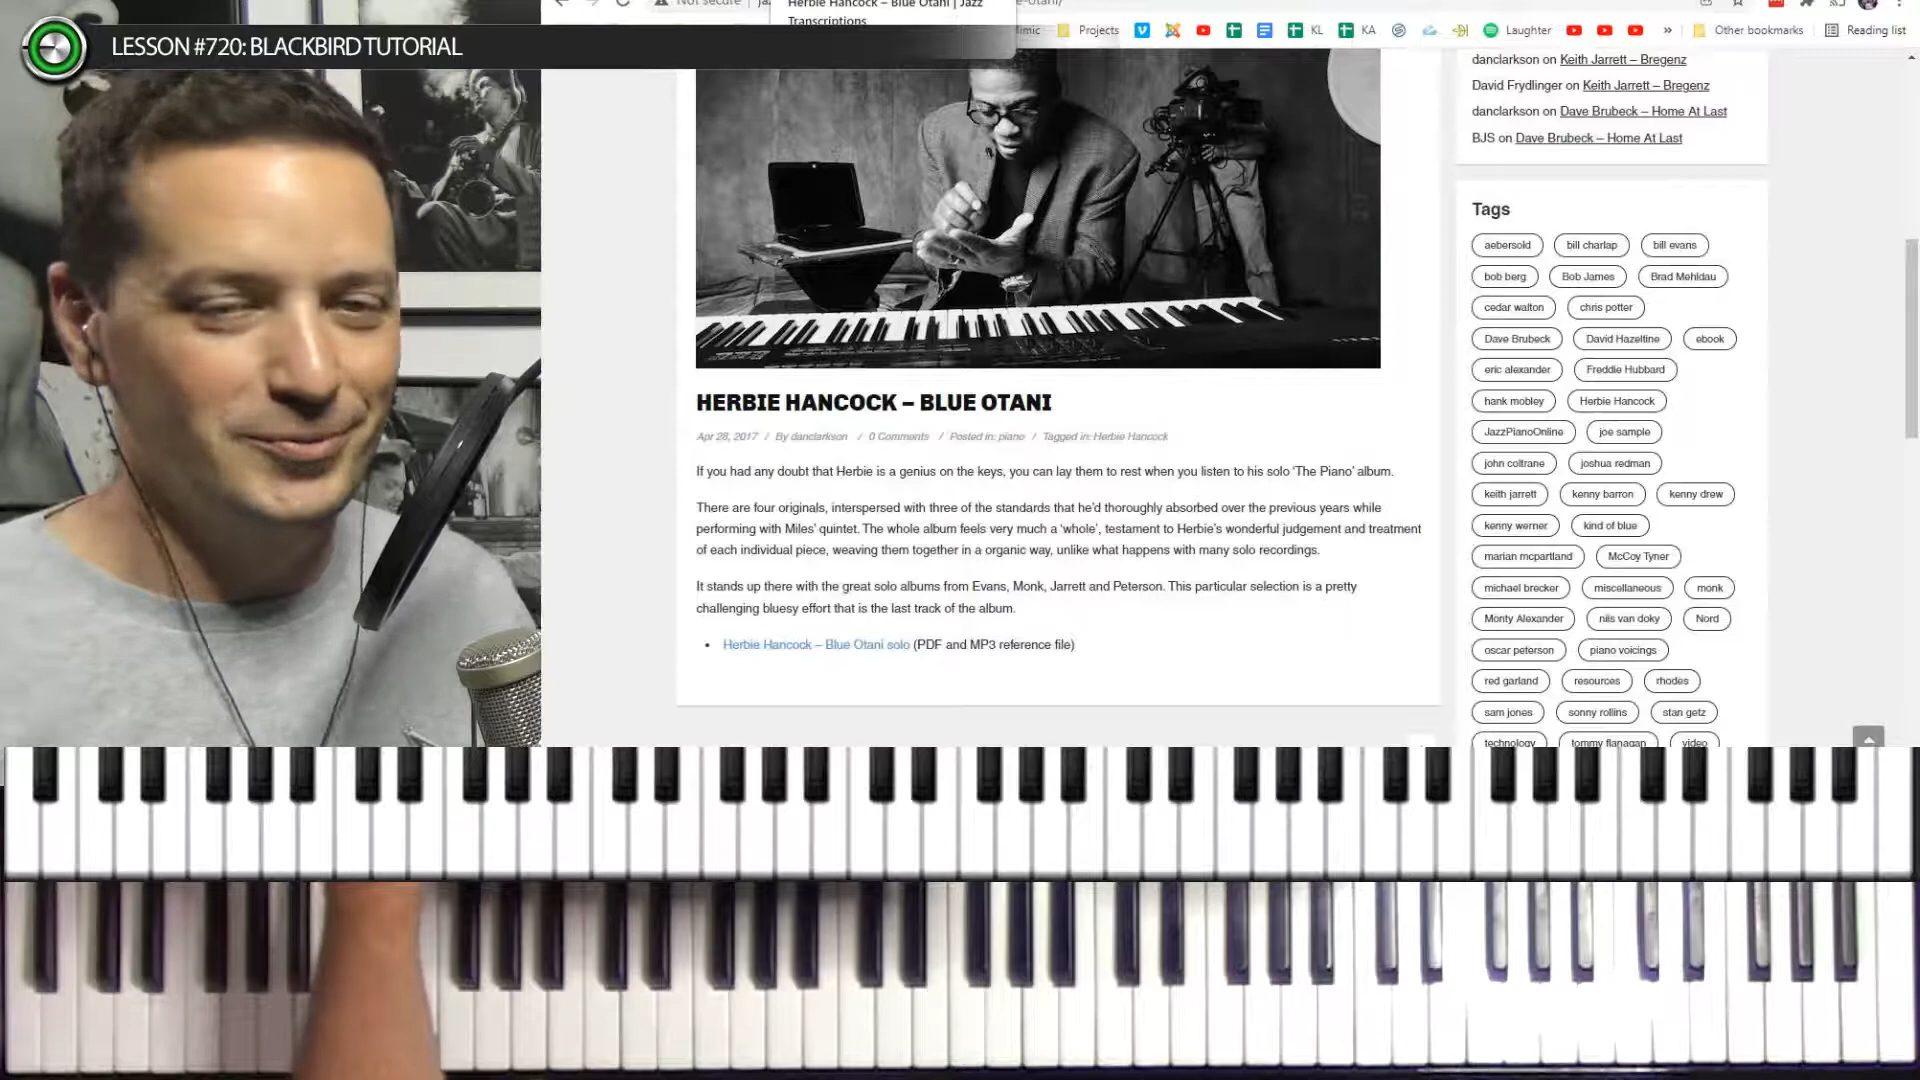 Herbie Hancock – Blue Otani | Jazz
Transcriptions
Not secure
LESSON #720: BLACKBIRD TUTORIAL
Projects
KL
KA
Laughter
»
Other bookmarks
Reading list
danclarkson on Keith Jarrett – Bregenz
David Frydlinger on Keith Jarrett – Bregenz
danclarkson on Dave Brubeck – Home At Last
BJS on Dave Brubeck – Home At Last
HERBIE HANCOCK – BLUE OTANI
Apr 28, 2017 / By danclarkson / 0 Comments / Posted in: piano / Tagged in: Herbie Hancock
If you had any doubt that Herbie is a genius on the keys, you can lay them to rest when you listen to his solo ‘The Piano’ album.
There are four originals, interspersed with three of the standards that he’d thoroughly absorbed over the previous years while
performing with Miles’ quintet. The whole album feels very much a ‘whole’, testament to Herbie’s wonderful judgement and treatment
of each individual piece, weaving them together in a organic way, unlike what happens with many solo recordings.
It stands up there with the great solo albums from Evans, Monk, Jarrett and Peterson. This particular selection is a pretty
challenging bluesy effort that is the last track of the album.
• Herbie Hancock – Blue Otani solo (PDF and MP3 reference file)
Tags
aebersold bill charlap bill evans
bob berg Bob James Brad Mehldau
cedar walton chris potter
Dave Brubeck David Hazeltine ebook
eric alexander Freddie Hubbard
hank mobley Herbie Hancock
JazzPianoOnline joe sample
john coltrane joshua redman
keith jarrett kenny barron kenny drew
kenny werner kind of blue
marian mcpartland McCoy Tyner
michael brecker miscellaneous monk
Monty Alexander nils van doky Nord
oscar peterson piano voicings
red garland resources rhodes
sam jones sonny rollins stan getz
technology tommy flanagan video